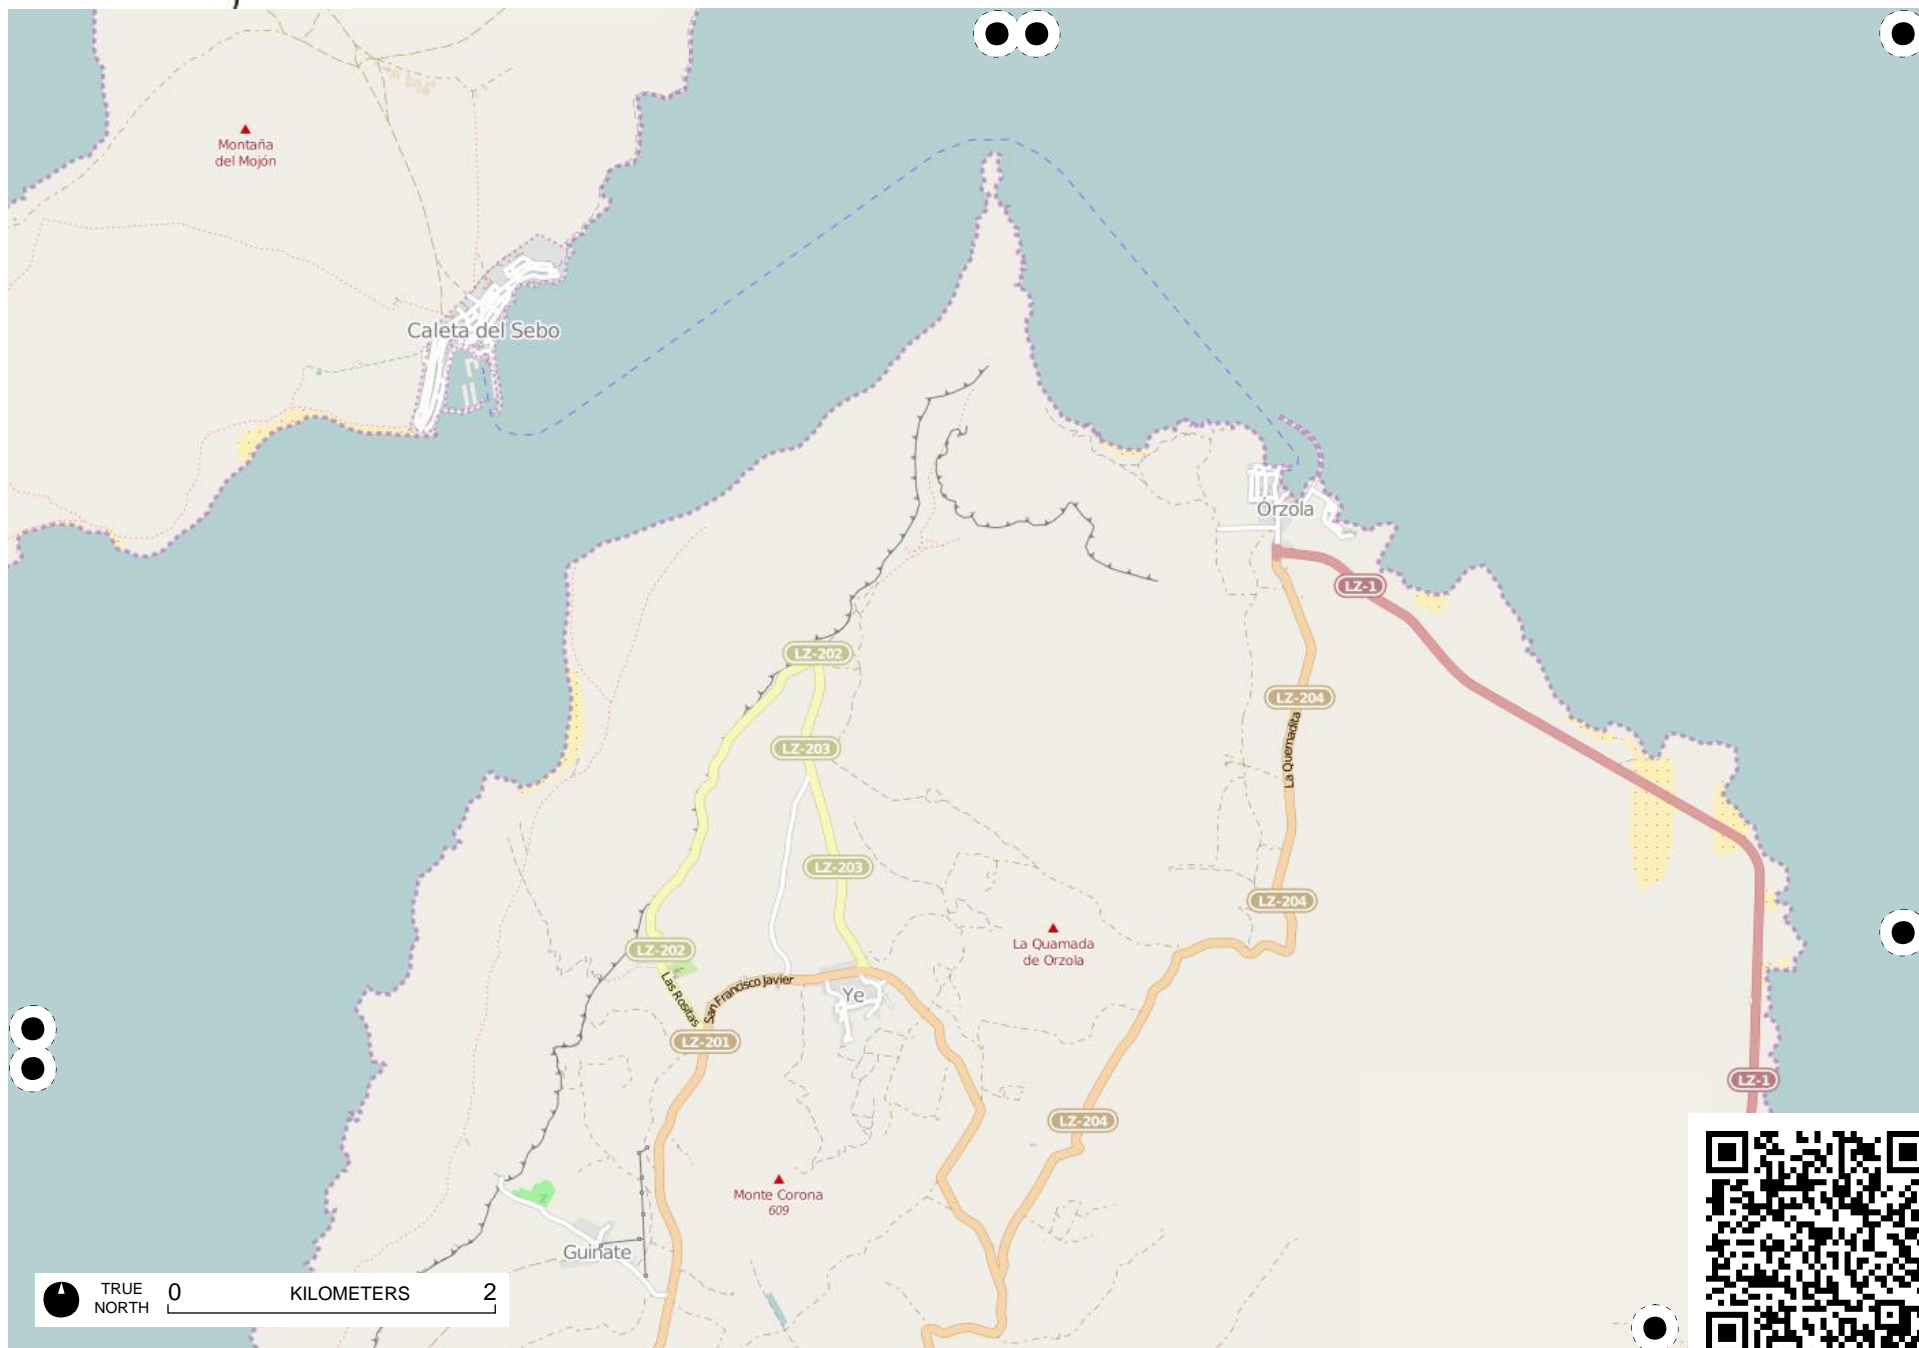 Montaña
del Mojón
Caleta del Sebo
Órzola
LZ-1
LZ-202
LZ-204
La Quemadita
LZ-203
LZ-203
LZ-204
La Quamada
de Orzola
LZ-202
Las Rositas
San Francisco Javier
Ye
LZ-201
LZ-1
LZ-204
Monte Corona
609
Guinate
TRUE
NORTH
0 KILOMETERS 2